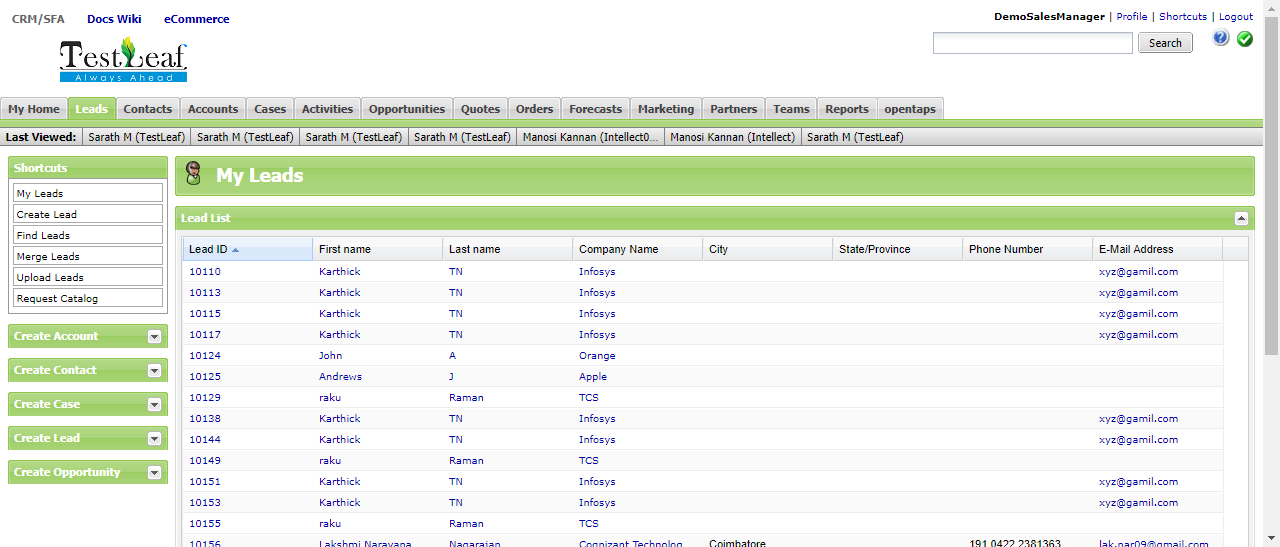 CRM/SFA Docs Wiki eCommerce
DemoSalesManager | Profile | Shortcuts | Logout
TestLeaf
Always Ahead
Search
My Home Leads Contacts Accounts Cases Activities Opportunities Quotes Orders Forecasts Marketing Partners Teams Reports opentaps
Last Viewed: Sarath M (TestLeaf) Sarath M (TestLeaf) Sarath M (TestLeaf) Sarath M (TestLeaf) Manosi Kannan (Intellect0... Manosi Kannan (Intellect) Sarath M (TestLeaf)
Shortcuts
My Leads
Create Lead
Find Leads
Merge Leads
Upload Leads
Request Catalog
Create Account
Create Contact
Create Case
Create Lead
Create Opportunity
My Leads
Lead List
Lead ID First name Last name Company Name City State/Province Phone Number E-Mail Address
10110 Karthick TN Infosys xyz@gamil.com
10113 Karthick TN Infosys xyz@gamil.com
10115 Karthick TN Infosys xyz@gamil.com
10117 Karthick TN Infosys xyz@gamil.com
10124 John A Orange
10125 Andrews J Apple
10129 raku Raman TCS
10138 Karthick TN Infosys xyz@gamil.com
10144 Karthick TN Infosys xyz@gamil.com
10149 raku Raman TCS
10151 Karthick TN Infosys xyz@gamil.com
10153 Karthick TN Infosys xyz@gamil.com
10155 raku Raman TCS
10156 Lakshmi Narayana Nagarajan Cognizant Technolog Coimbatore 191 0422 2381363 lak.nar09@gmail.com